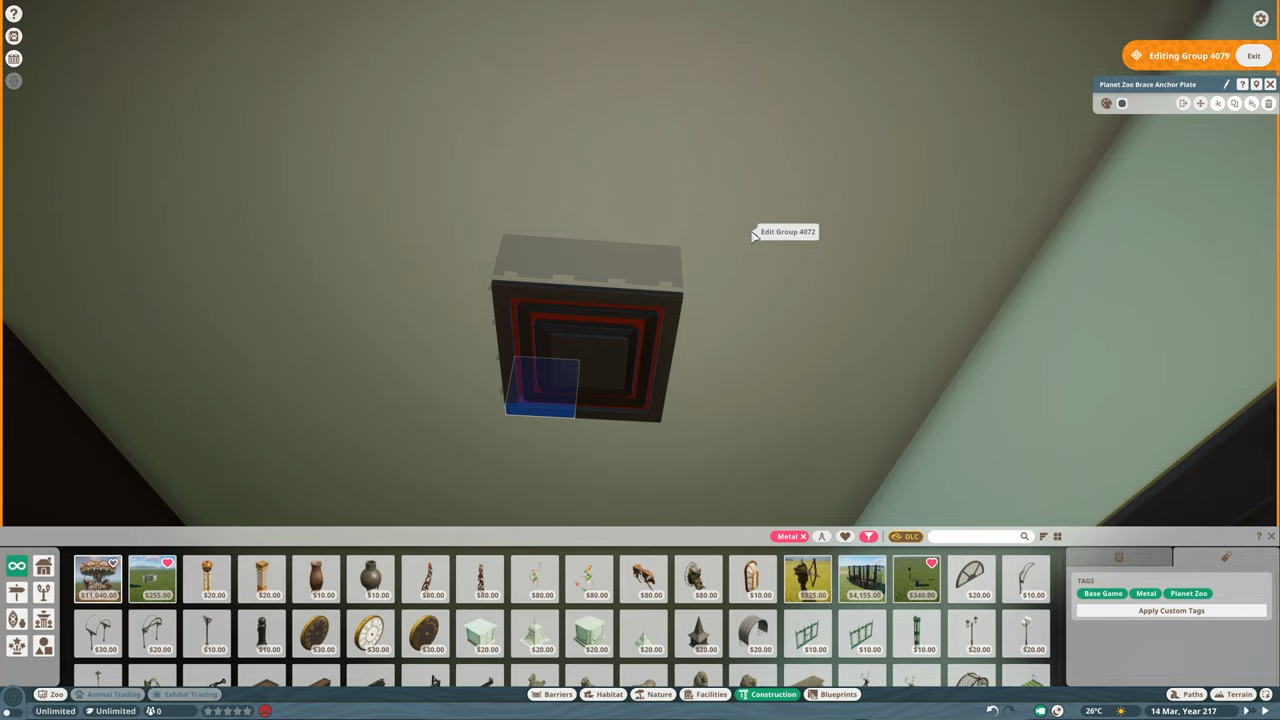 Editing Group 4079
Exit
Planet Zoo Brace Anchor Plate
Edit Group 4072
Metal
DLC
$11,040.00
$255.00
$20.00
$20.00
$10.00
$10.00
$80.00
$80.00
$80.00
$80.00
$80.00
$80.00
$10.00
$925.00
$4,155.00
$340.00
$20.00
$10.00
$30.00
$20.00
$10.00
$10.00
$30.00
$30.00
$30.00
$20.00
$20.00
$20.00
$20.00
$20.00
$30.00
$10.00
$10.00
$10.00
$20.00
$20.00
TAGS
Base Game
Metal
Planet Zoo
Apply Custom Tags
Zoo
Animal Trading
Exhibit Trading
Barriers
Habitat
Nature
Facilities
Construction
Blueprints
Paths
Terrain
Unlimited
Unlimited
0
26°C
14 Mar, Year 217